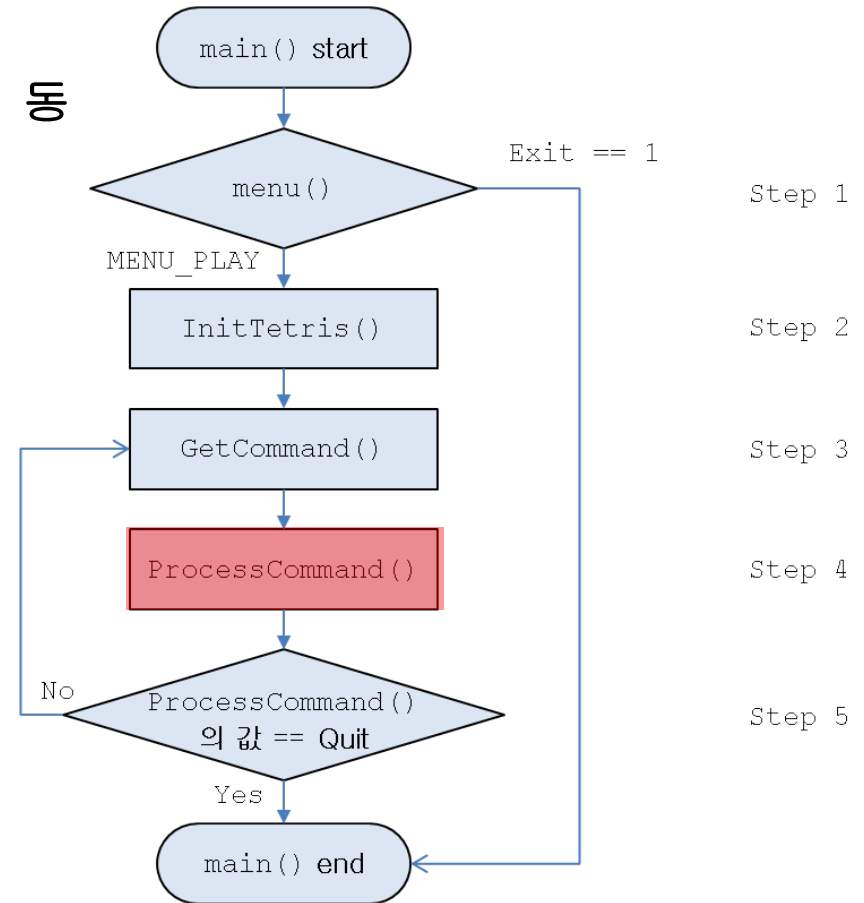 main() start
동
Exit == 1
menu()
Step 1
MENU_PLAY
InitTetris()
Step 2
GetCommand()
Step 3
ProcessCommand()
Step 4
No
ProcessCommand()
의 값 == Quit
Step 5
Yes
main() end